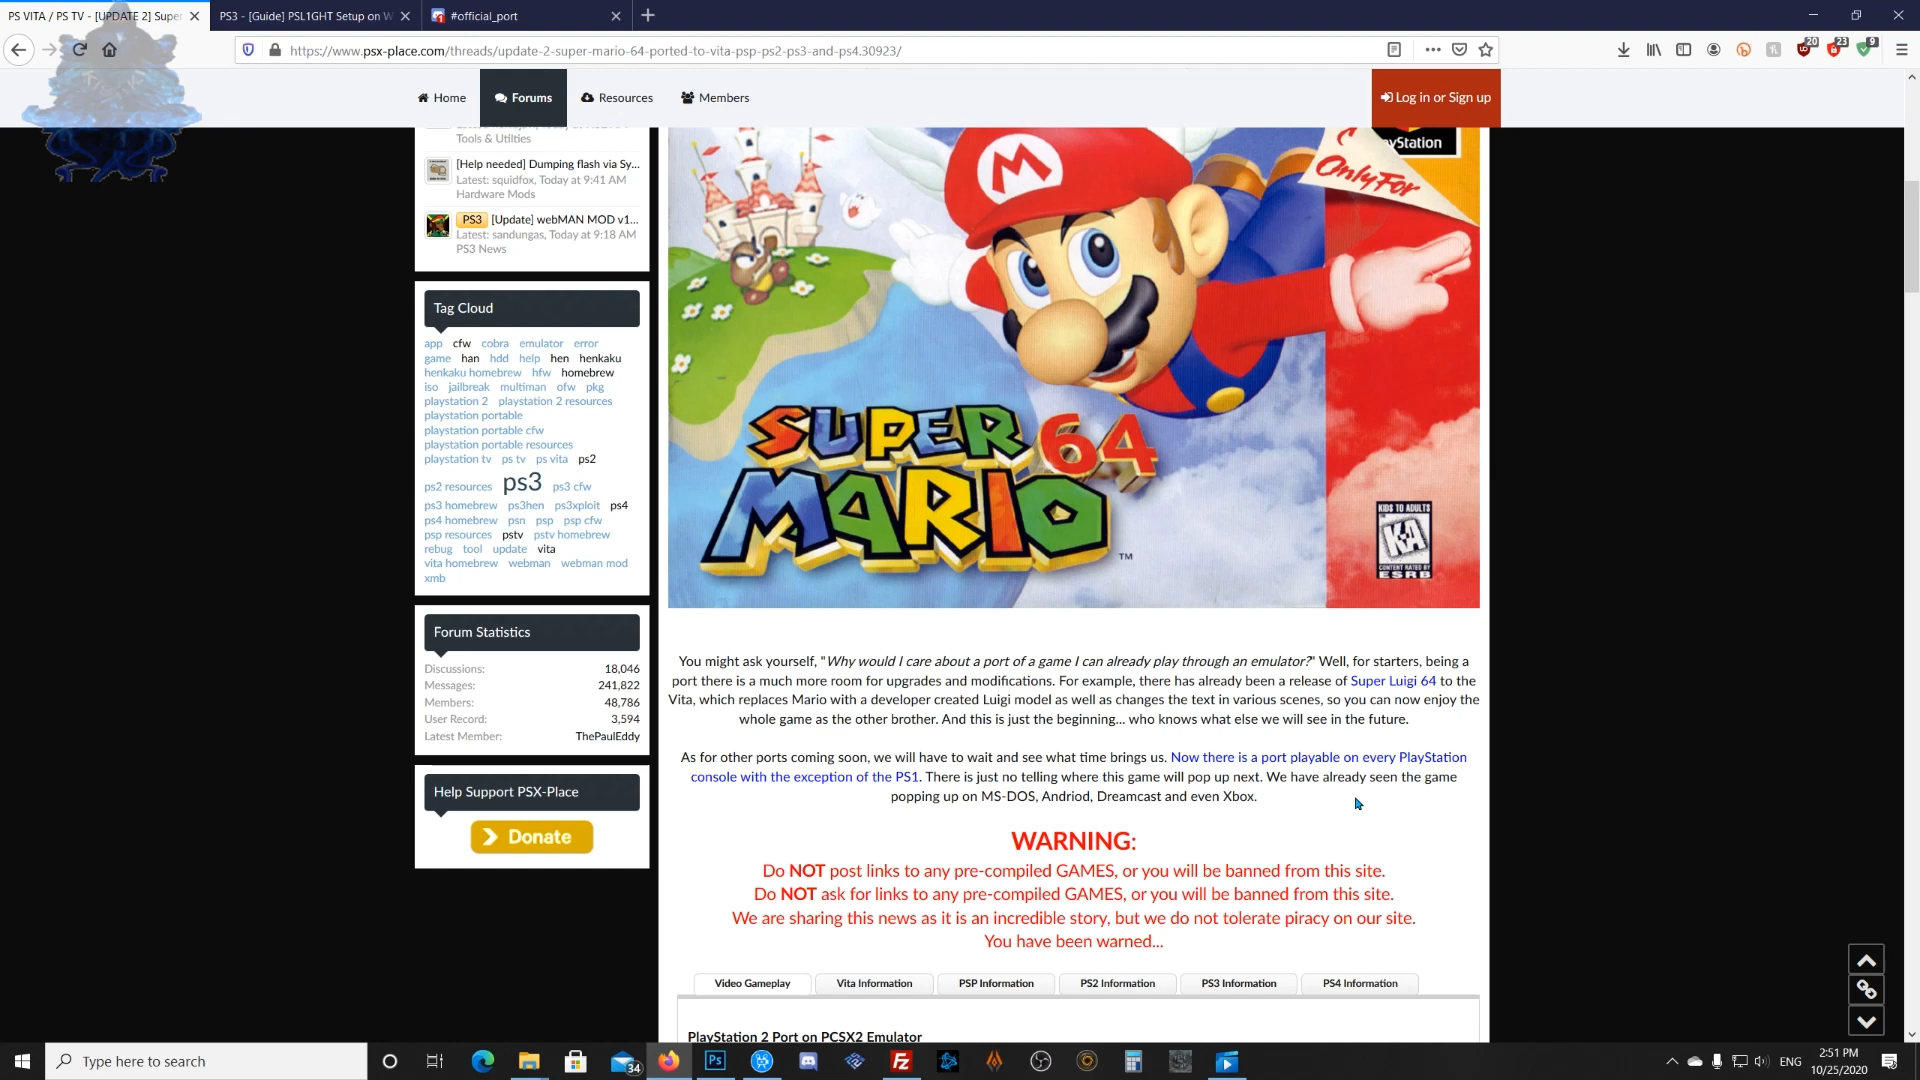 PS VITA / PS TV - [UPDATE 2] Super
PS3 - [Guide] PSL1GHT Setup on W
#official_port
https://www.psx-place.com/threads/update-2-super-mario-64-ported-to-vita-psp-ps2-ps3-and-ps4.30923/
20
23
9
Home
Forums
Resources
Members
Log in or Sign up
Tools & Utilties
[Help needed] Dumping flash via Sy...
Latest: squidfox, Today at 9:41 AM
Hardware Mods
PS3 [Update] webMAN MOD v1...
Latest: sandungas, Today at 9:18 AM
PS3 News
Tag Cloud
app cfw cobra emulator error
game han hdd help hen henkaku
henkaku homebrew hfw homebrew
iso jailbreak multiman ofw pkg
playstation 2 playstation 2 resources
playstation portable
playstation portable cfw
playstation portable resources
playstation tv ps tv ps vita ps2
ps2 resources ps3 ps3 cfw
ps3 homebrew ps3hen ps3xploit ps4
ps4 homebrew psn psp psp cfw
psp resources pstv pstv homebrew
rebug tool update vita
vita homebrew webman webman mod
xmb
Forum Statistics
Discussions: 18,046
Messages: 241,822
Members: 48,786
User Record: 3,594
Latest Member: ThePaulEddy
Help Support PSX-Place
Donate
M
yStation
Only For
SUPER
MARIO 64
TM
KIDS TO ADULTS
K-A
CONTENT RATED BY
ESRB
You might ask yourself, "Why would I care about a port of a game I can already play through an emulator?" Well, for starters, being a
port there is a much more room for upgrades and modifications. For example, there has already been a release of Super Luigi 64 to the
Vita, which replaces Mario with a developer created Luigi model as well as changes the text in various scenes, so you can now enjoy the
whole game as the other brother. And this is just the beginning... who knows what else we will see in the future.
As for other ports coming soon, we will have to wait and see what time brings us. Now there is a port playable on every PlayStation
console with the exception of the PS1. There is just no telling where this game will pop up next. We have already seen the game
popping up on MS-DOS, Andriod, Dreamcast and even Xbox.
WARNING:
Do NOT post links to any pre-compiled GAMES, or you will be banned from this site.
Do NOT ask for links to any pre-compiled GAMES, or you will be banned from this site.
We are sharing this news as it is an incredible story, but we do not tolerate piracy on our site.
You have been warned...
Video Gameplay
Vita Information
PSP Information
PS2 Information
PS3 Information
PS4 Information
PlayStation 2 Port on PCSX2 Emulator
Type here to search
34
Ps
Fz
ENG
2:51 PM
10/25/2020